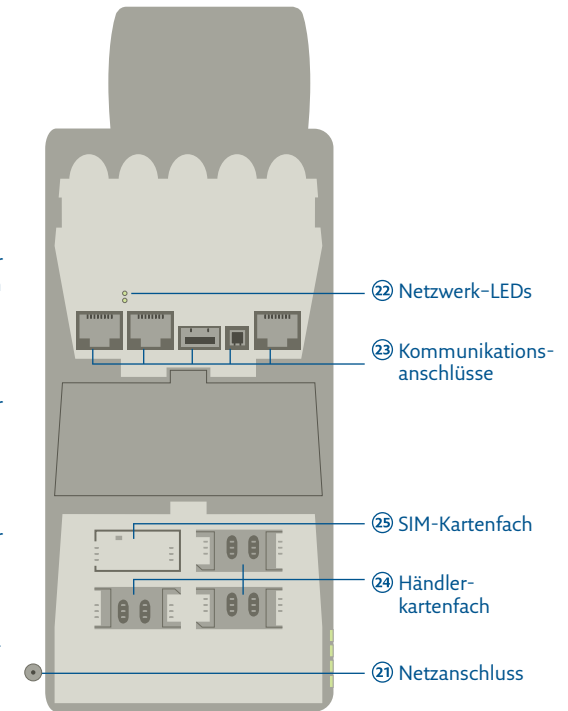 22 Netzwerk-LEDs
23 Kommunikations-
anschlüsse
25 SIM-Kartenfach
24 Händler-
kartenfach
21 Netzanschluss